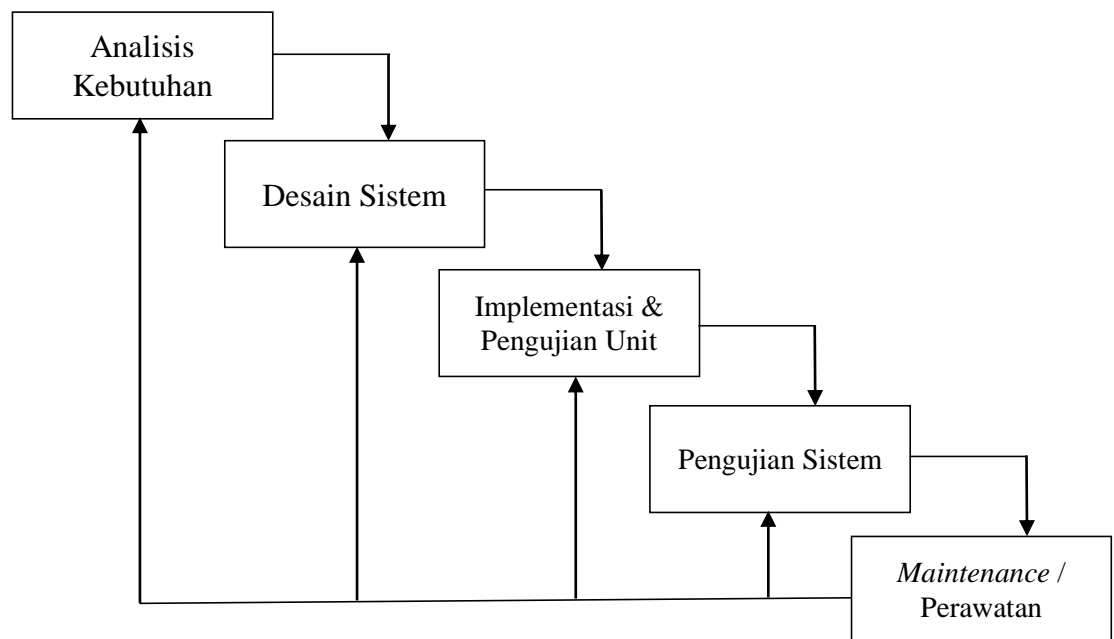 Analisis
Kebutuhan
Desain Sistem
Implementasi &
Pengujian Unit
Pengujian Sistem
Maintenance /
Perawatan